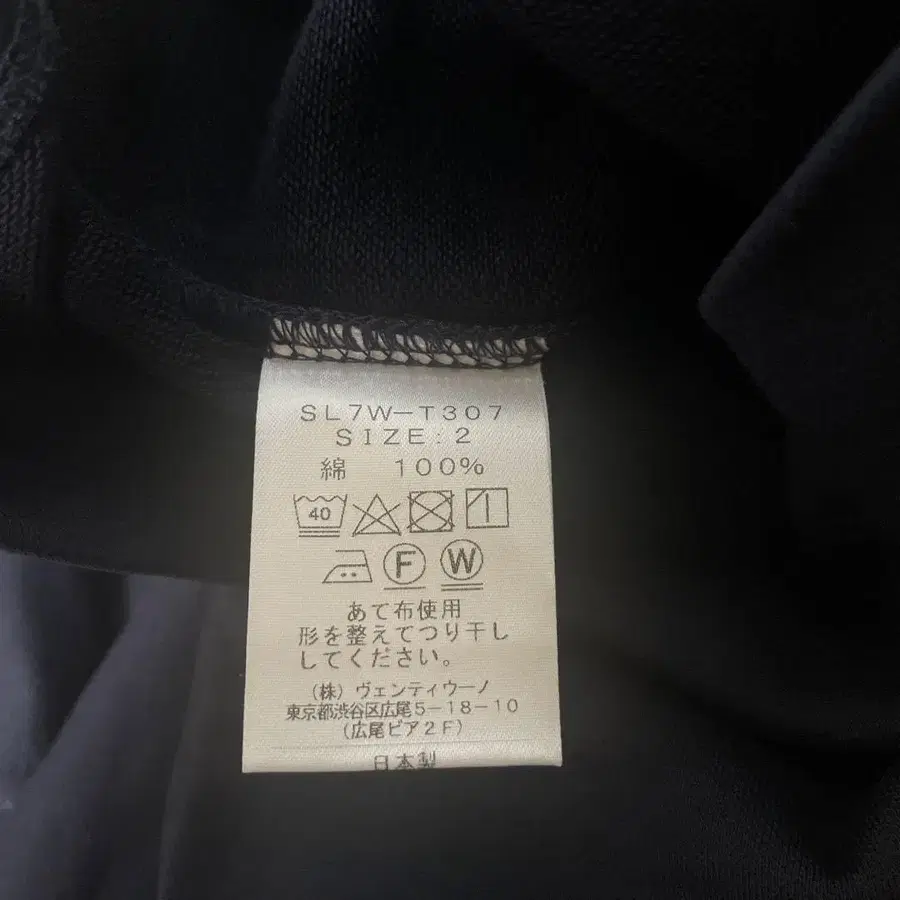 SL7W-T307
SIZE: 2
綿 100%
40
F W
あて布使用
形を整えてつり干し
してください。
(株)ヴェンティウーノ
東京都渋谷区広尾5-18-10
(広尾ピア2F)
日本製